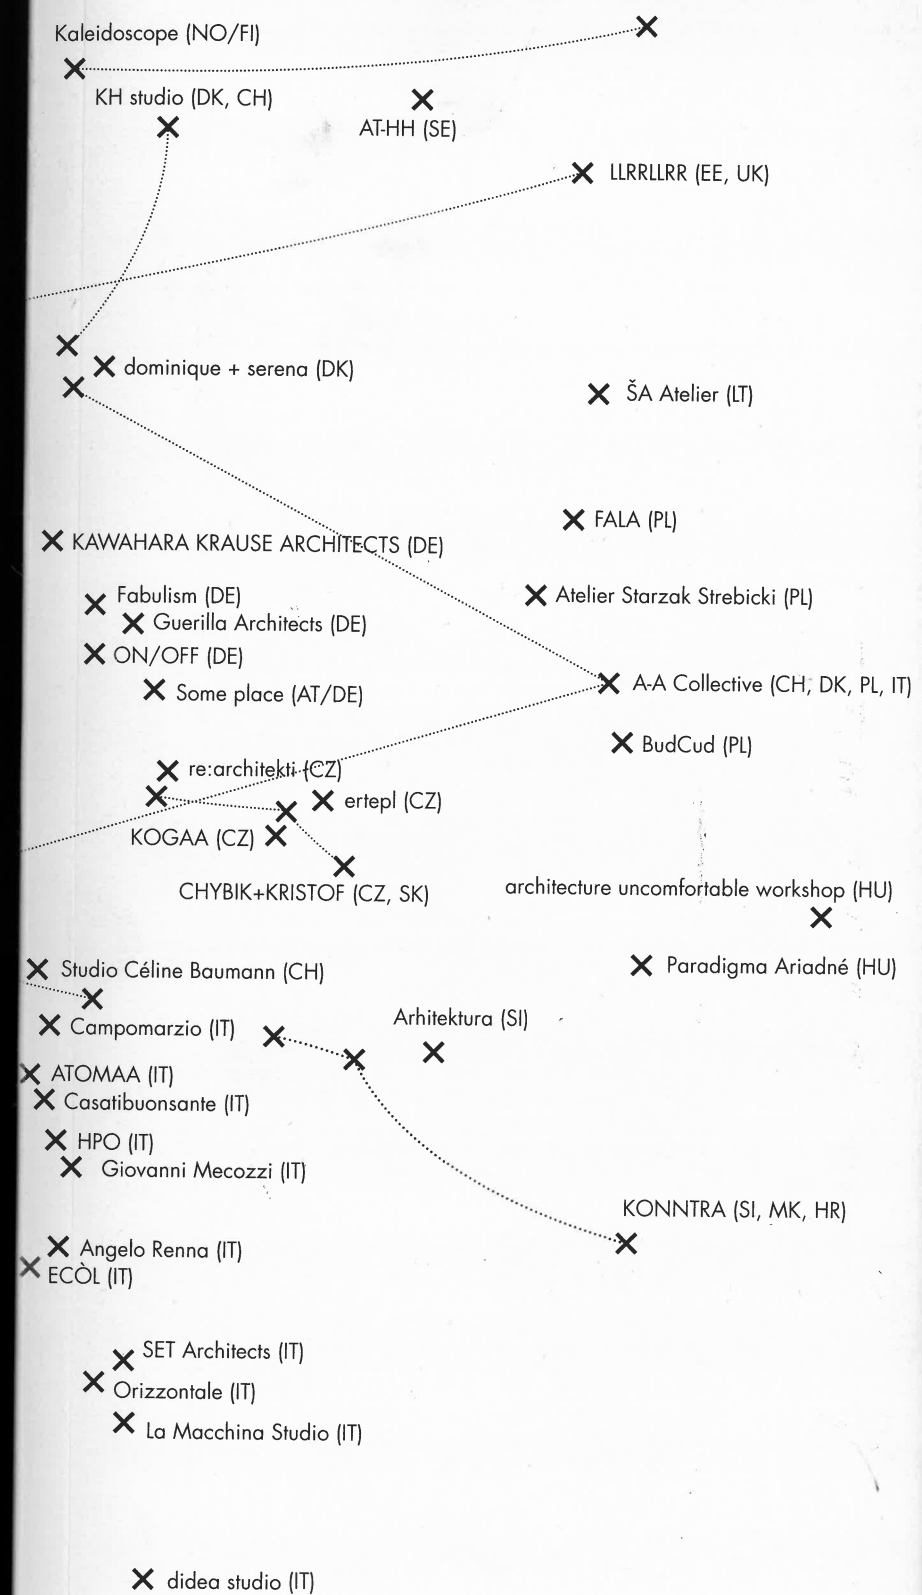 Kaleidoscope (NO/FI)
KH studio (DK, CH)
AT-HH (SE)
LLRRLLRR (EE, UK)
dominique + serena (DK)
ŠA Atelier (LT)
FALA (PL)
KAWAHARA KRAUSE ARCHITECTS (DE)
Fabulism (DE)
Atelier Starzak Strebicki (PL)
Guerilla Architects (DE)
ON/OFF (DE)
A-A Collective (CH, DK, PL, IT)
Some place (AT/DE)
BudCud (PL)
re:architekti (CZ)
ertepl (CZ)
KOGAA (CZ)
CHYBIK+KRISTOF (CZ, SK)
architecture uncomfortable workshop (HU)
Studio Céline Baumann (CH)
Paradigma Ariadné (HU)
Arhitektura (SI)
Campomarzio (IT)
ATOMAA (IT)
Casatibuonsante (IT)
HPO (IT)
Giovanni Mecozzi (IT)
KONNTRA (SI, MK, HR)
Angelo Renna (IT)
ECÒL (IT)
SET Architects (IT)
Orizzontale (IT)
La Macchina Studio (IT)
didea studio (IT)